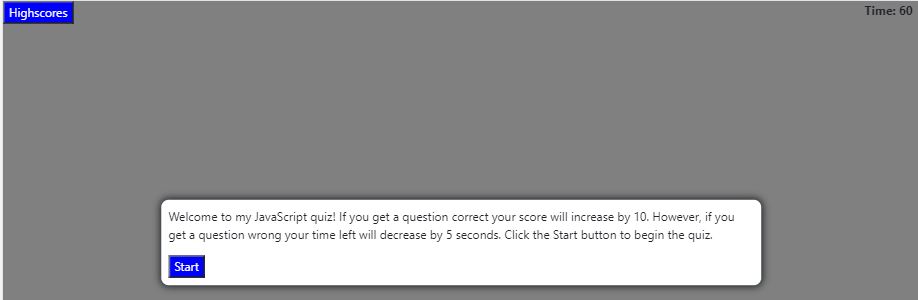 Highscores
Time: 60
Welcome to my JavaScript quiz! If you get a question correct your score will increase by 10. However, if you
get a question wrong your time left will decrease by 5 seconds. Click the Start button to begin the quiz.
Start